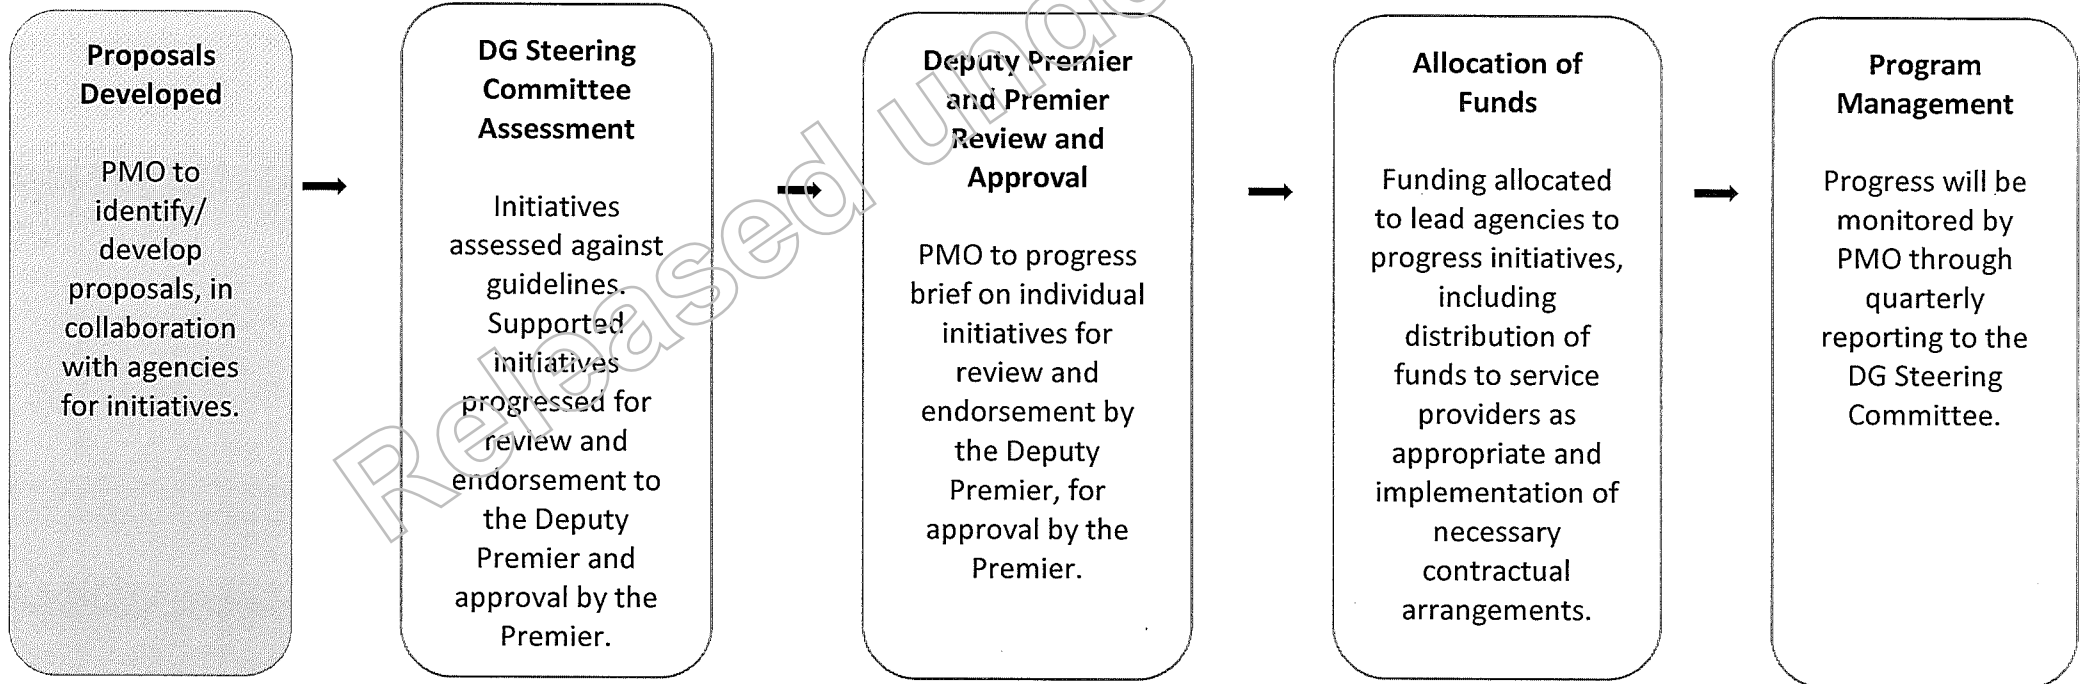 Proposals
Developed
PMO to
identify/
develop
proposals, in
collaboration
with agencies
for initiatives.
DG Steering
Committee
Assessment
Initiatives
assessed against
guidelines.
Supported
initiatives
progressed for
review and
endorsement to
the Deputy
Premier and
approval by the
Premier.
Deputy Premier
and Premier
Review and
Approval
PMO to progress
brief on individual
initiatives for
review and
endorsement by
the Deputy
Premier, for
approval by the
Premier.
Allocation of
Funds
Funding allocated
to lead agencies to
progress initiatives,
including
distribution of
funds to service
providers as
appropriate and
implementation of
necessary
contractual
arrangements.
Program
Management
Progress will be
monitored by
PMO through
quarterly
reporting to the
DG Steering
Committee.
Released